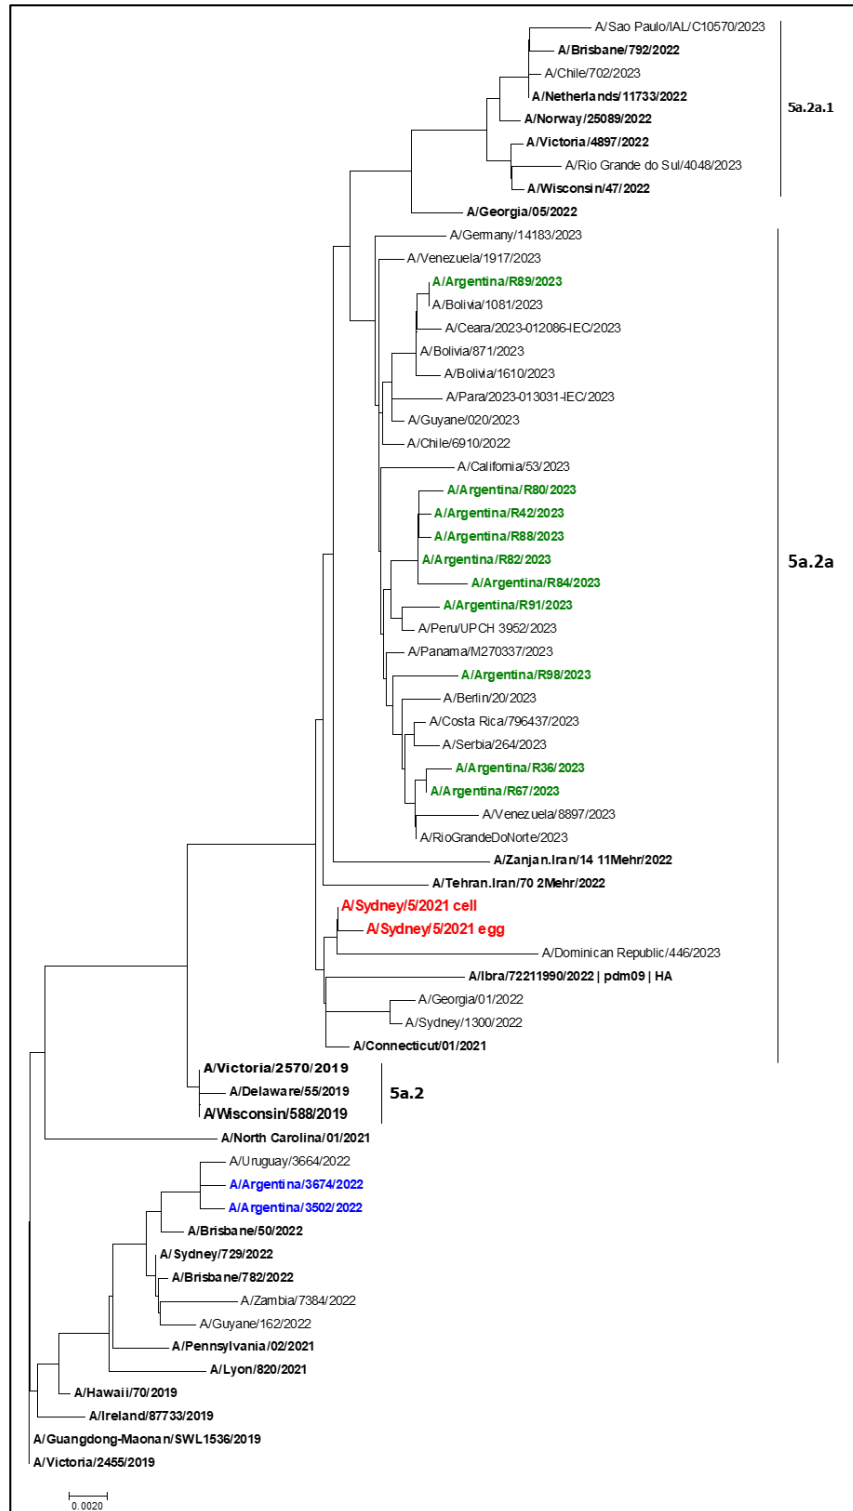 A/Sao Paulo/IAL/C10570/2023
A/Brisbane/792/2022
A/Chile/702/2023
A/Netherlands/11733/2022
5a.2a.1
A/Norway/25089/2022
A/Victoria/4897/2022
A/Rio Grande do Sul/4048/2023
A/Wisconsin/47/2022
A/Georgia/05/2022
A/Germany/14183/2023
A/Venezuela/1917/2023
A/Argentina/R89/2023
A/Bolivia/1081/2023
A/Ceara/2023-012086-IEC/2023
A/Bolivia/871/2023
A/Bolivia/1610/2023
A/Para/2023-013031-IEC/2023
A/Guyane/020/2023
A/Chile/6910/2022
A/California/53/2023
A/Argentina/R80/2023
A/Argentina/R42/2023
A/Argentina/R88/2023
A/Argentina/R82/2023
5a.2a
A/Argentina/R84/2023
A/Argentina/R91/2023
A/Peru/UPCH 3952/2023
A/Panama/M270337/2023
A/Argentina/R98/2023
A/Berlin/20/2023
A/Costa Rica/796437/2023
A/Serbia/264/2023
A/Argentina/R36/2023
A/Argentina/R67/2023
A/Venezuela/8897/2023
A/RioGrandeDoNorte/2023
A/Zanjan.Iran/14 11Mehr/2022
A/Tehran.Iran/70 2Mehr/2022
A/Sydney/5/2021 cell
A/Sydney/5/2021 egg
A/Dominican Republic/446/2023
A/Ibra/72211990/2022 | pdm09 | HA
A/Georgia/01/2022
A/Sydney/1300/2022
A/Connecticut/01/2021
A/Victoria/2570/2019
A/Delaware/55/2019
5a.2
A/Wisconsin/588/2019
A/North Carolina/01/2021
A/Uruguay/3664/2022
A/Argentina/3674/2022
A/Argentina/3502/2022
A/Brisbane/50/2022
A/Sydney/729/2022
A/Brisbane/782/2022
A/Zambia/7384/2022
A/Guyane/162/2022
A/Pennsylvania/02/2021
A/Lyon/820/2021
A/Hawaii/70/2019
A/Ireland/87733/2019
A/Guangdong-Maonan/SWL1536/2019
A/Victoria/2455/2019
0.0020